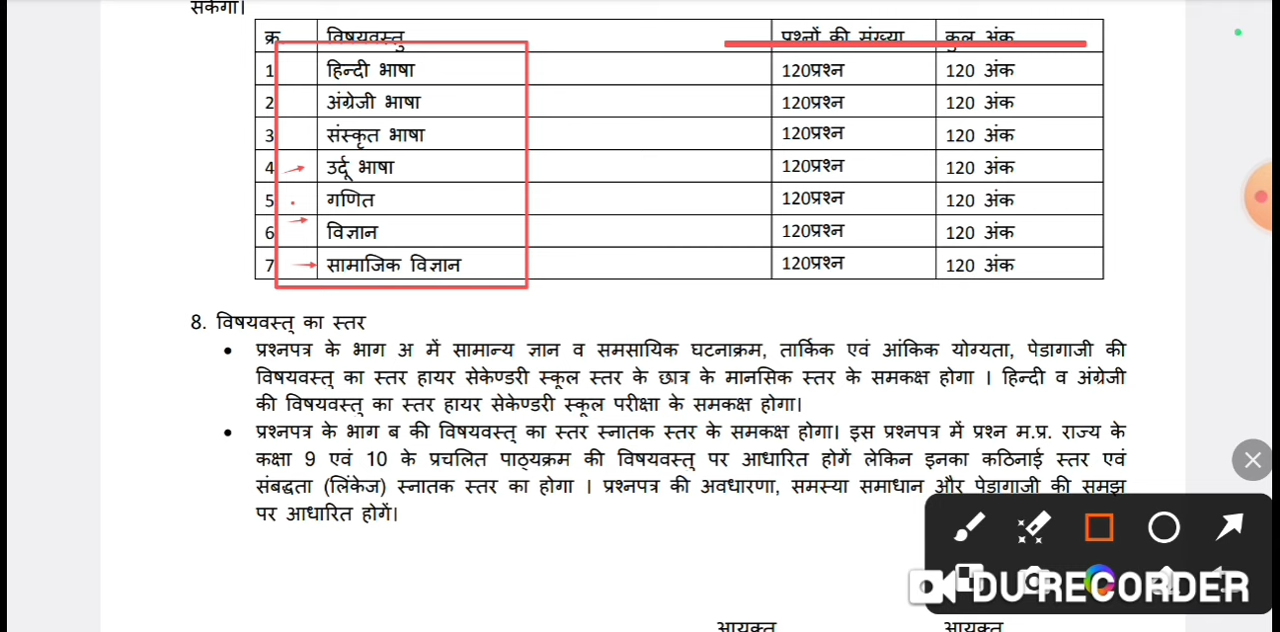 सकेगा।
क्र. विषयवस्तु प्रश्नों की संख्या कुल अंक
1 हिन्दी भाषा 120प्रश्न 120 अंक
2 अंग्रेजी भाषा 120प्रश्न 120 अंक
3 संस्कृत भाषा 120प्रश्न 120 अंक
4 उर्दू भाषा 120प्रश्न 120 अंक
5 गणित 120प्रश्न 120 अंक
6 विज्ञान 120प्रश्न 120 अंक
7 सामाजिक विज्ञान 120प्रश्न 120 अंक
8. विषयवस्तु का स्तर
• प्रश्नपत्र के भाग अ में सामान्य ज्ञान व समसायिक घटनाक्रम, तार्किक एवं आंकिक योग्यता, पेडागाजी की
विषयवस्तु का स्तर हायर सेकेण्डरी स्कूल स्तर के छात्र के मानसिक स्तर के समकक्ष होगा । हिन्दी व अंग्रेजी
की विषयवस्तु का स्तर हायर सेकेण्डरी स्कूल परीक्षा के समकक्ष होगा।
• प्रश्नपत्र के भाग ब की विषयवस्तु का स्तर स्नातक स्तर के समकक्ष होगा। इस प्रश्नपत्र में प्रश्न म.प्र. राज्य के
कक्षा 9 एवं 10 के प्रचलित पाठ्यक्रम की विषयवस्तु पर आधारित होगें लेकिन इनका कठिनाई स्तर एवं
संबद्धता (लिंकेज) स्नातक स्तर का होगा । प्रश्नपत्र की अवधारणा, समस्या समाधान और पेडागाजी की समझ
पर आधारित होगें।
DU RECORDER
आयुक्त आयुक्त